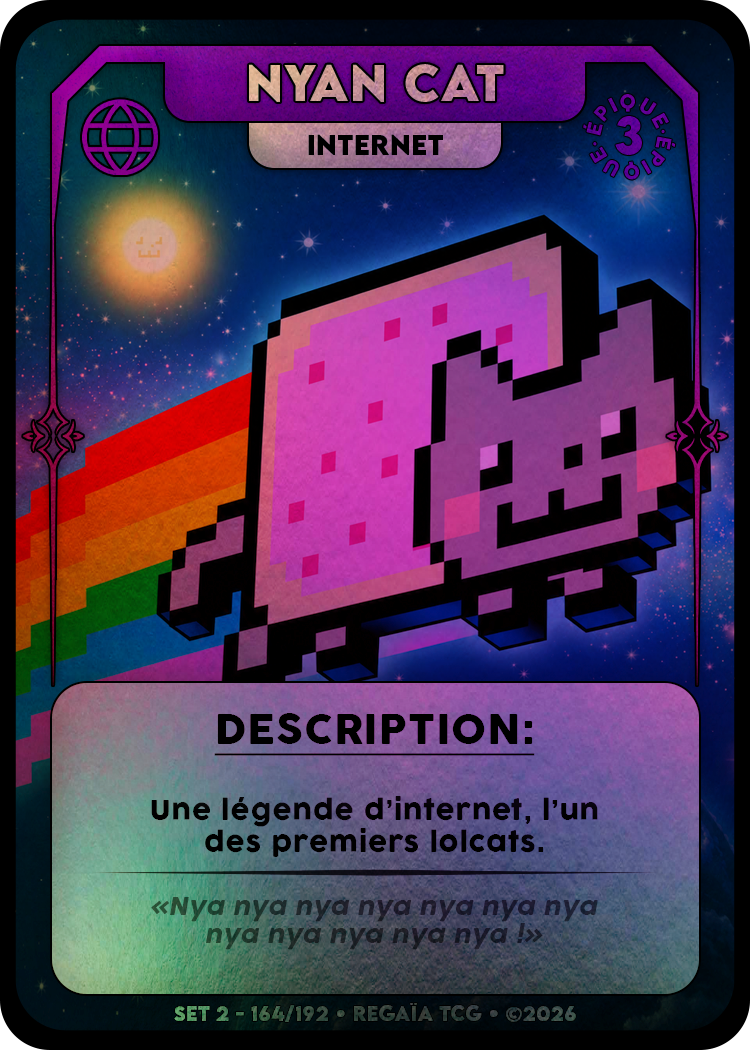 NYAN CAT
INTERNET
ÉPIQUE · ÉPIQUE ·
3
DESCRIPTION:
Une légende d'internet, l'un
des premiers lolcats.
«Nya nya nya nya nya nya nya
nya nya nya nya nya !»
SET 2 - 164/192 • REGAÏA TCG • ©2026